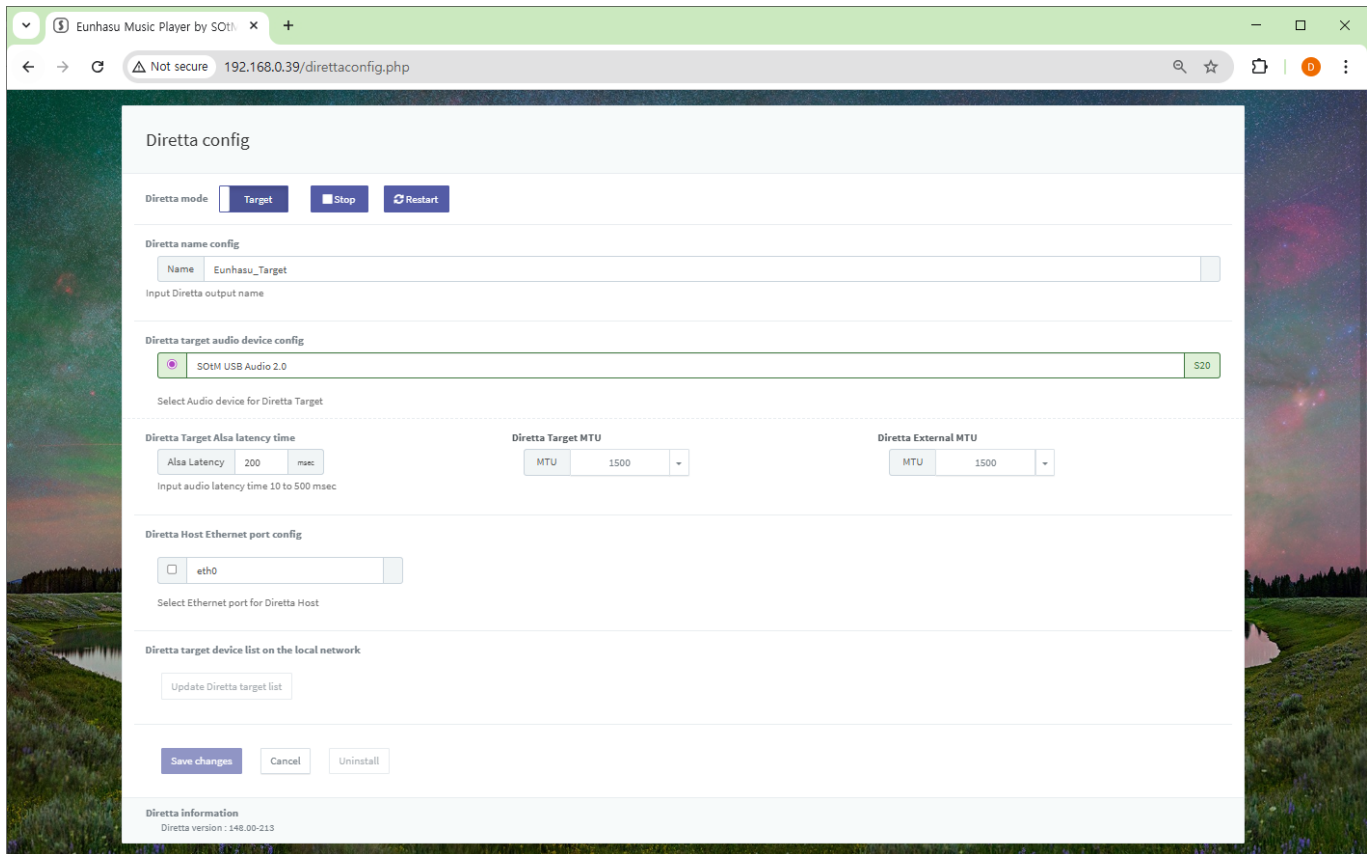 Eunhasu Music Player by SOtM
Not secure 192.168.0.39/direttaconfig.php
D
Diretta config
Diretta mode Target Stop Restart
Diretta name config
Name Eunhasu_Target
Input Diretta output name
Diretta target audio device config
SOtM USB Audio 2.0 S20
Select Audio device for Diretta Target
Diretta Target Alsa latency time Diretta Target MTU Diretta External MTU
Alsa Latency 200 msec MTU 1500 MTU 1500
Input audio latency time 10 to 500 msec
Diretta Host Ethernet port config
eth0
Select Ethernet port for Diretta Host
Diretta target device list on the local network
Update Diretta target list
Save changes Cancel Uninstall
Diretta information
Diretta version : 148.00-213